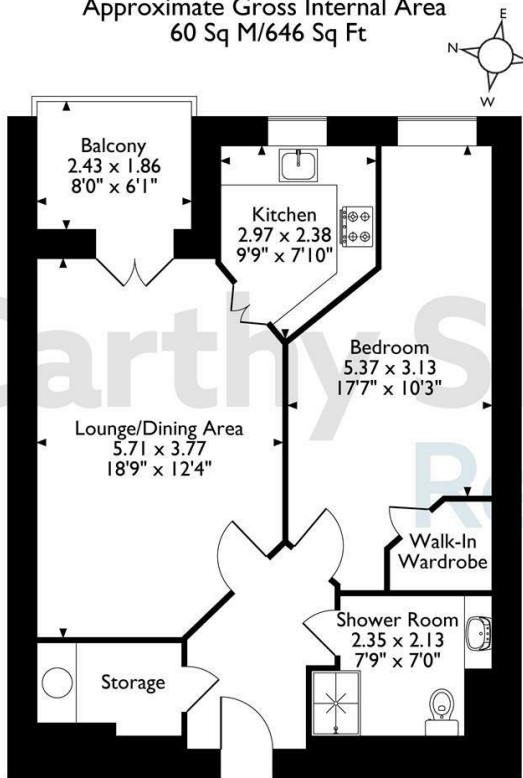 Approximate Gross Internal Area
60 Sq M/646 Sq Ft
E
N
W
Balcony
2.43 x 1.86
8'0" x 6'1"
Kitchen
2.97 x 2.38
9'9" x 7'10"
Bedroom
5.37 x 3.13
17'7" x 10'3"
Lounge/Dining Area
5.71 x 3.77
18'9" x 12'4"
Walk-In
Wardrobe
Shower Room
2.35 x 2.13
7'9" x 7'0"
Storage
Carthy S
Re